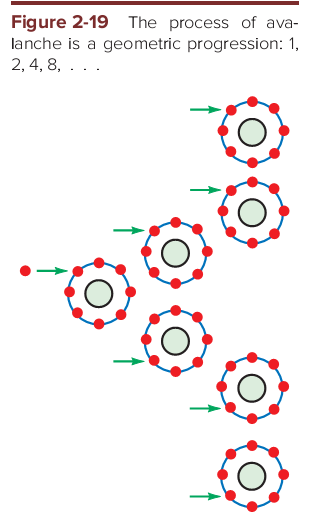 Figure 2-19 The process of ava-
lanche is a geometric progression: 1,
2, 4, 8, . . .